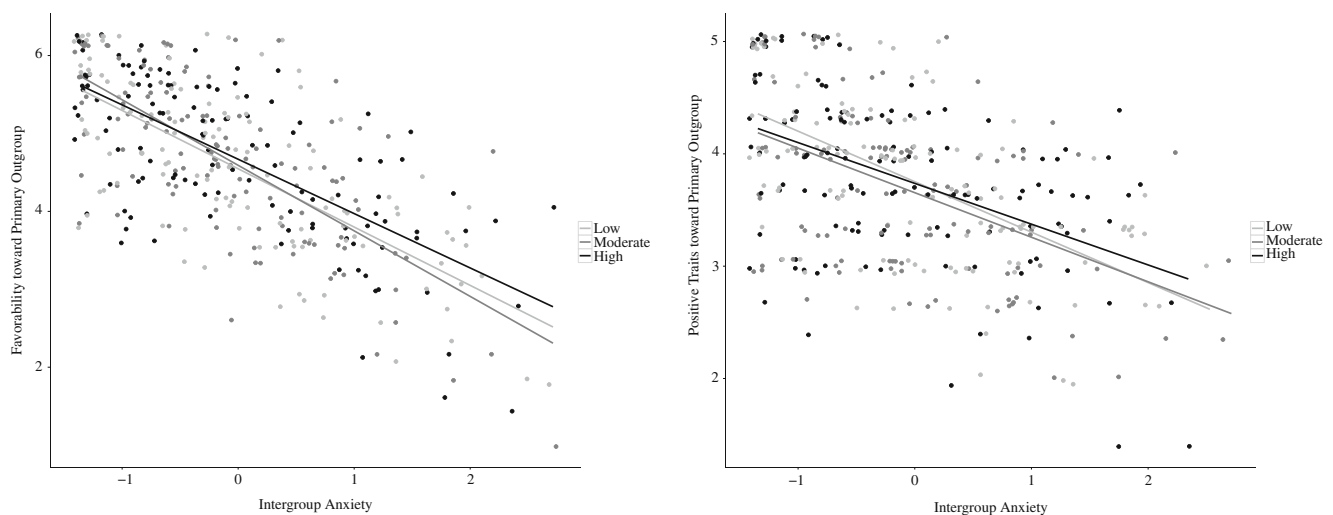 Favorability toward Primary Outgroup
6
4
2
−1
0
1
2
Intergroup Anxiety
Low
Moderate
High
Positive Traits toward Primary Outgroup
5
4
3
2
−1
0
1
2
Intergroup Anxiety
Low
Moderate
High